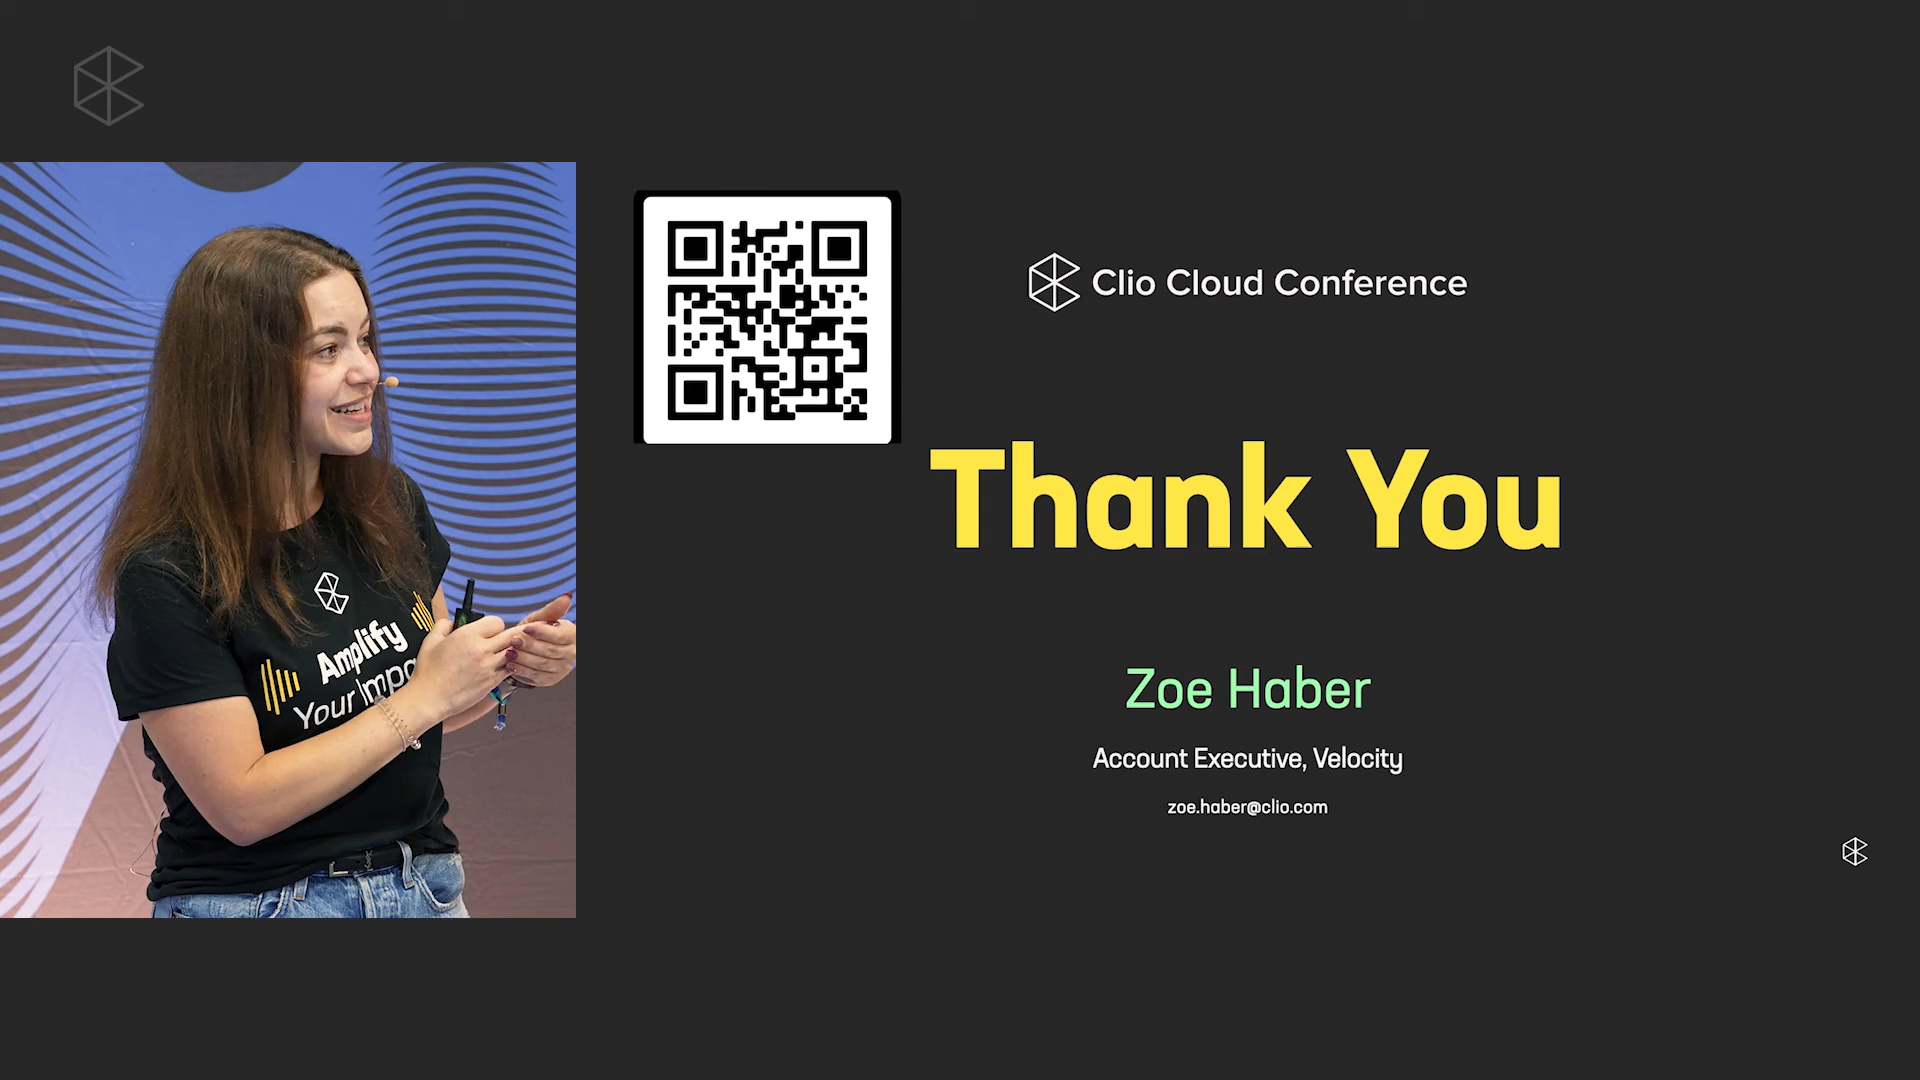 Clio Cloud Conference
Thank You
Zoe Haber
Account Executive, Velocity
zoe.haber@clio.com
Amplify
Your